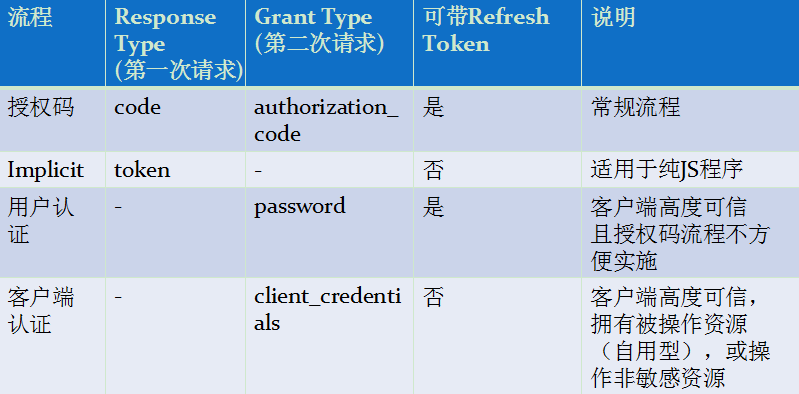 流程
Response
Type
(第一次请求)
Grant Type
(第二次请求)
可带Refresh
Token
说明
授权码
code
authorization_
code
是
常规流程
Implicit
token
-
否
适用于纯JS程序
用户认
证
-
password
是
客户端高度可信
且授权码流程不方
便实施
客户端
认证
-
client_credenti
als
否
客户端高度可信，
拥有被操作资源
（自用型），或操
作非敏感资源